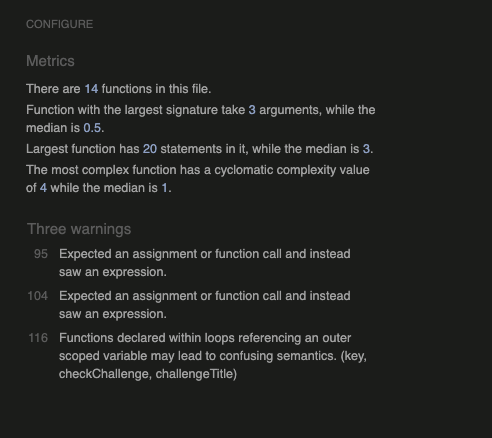 CONFIGURE
Metrics
There are 14 functions in this file.
Function with the largest signature take 3 arguments, while the
median is 0.5.
Largest function has 20 statements in it, while the median is 3.
The most complex function has a cyclomatic complexity value
of 4 while the median is 1.
Three warnings
95 Expected an assignment or function call and instead
saw an expression.
104 Expected an assignment or function call and instead
saw an expression.
116 Functions declared within loops referencing an outer
scoped variable may lead to confusing semantics. (key,
checkChallenge, challengeTitle)